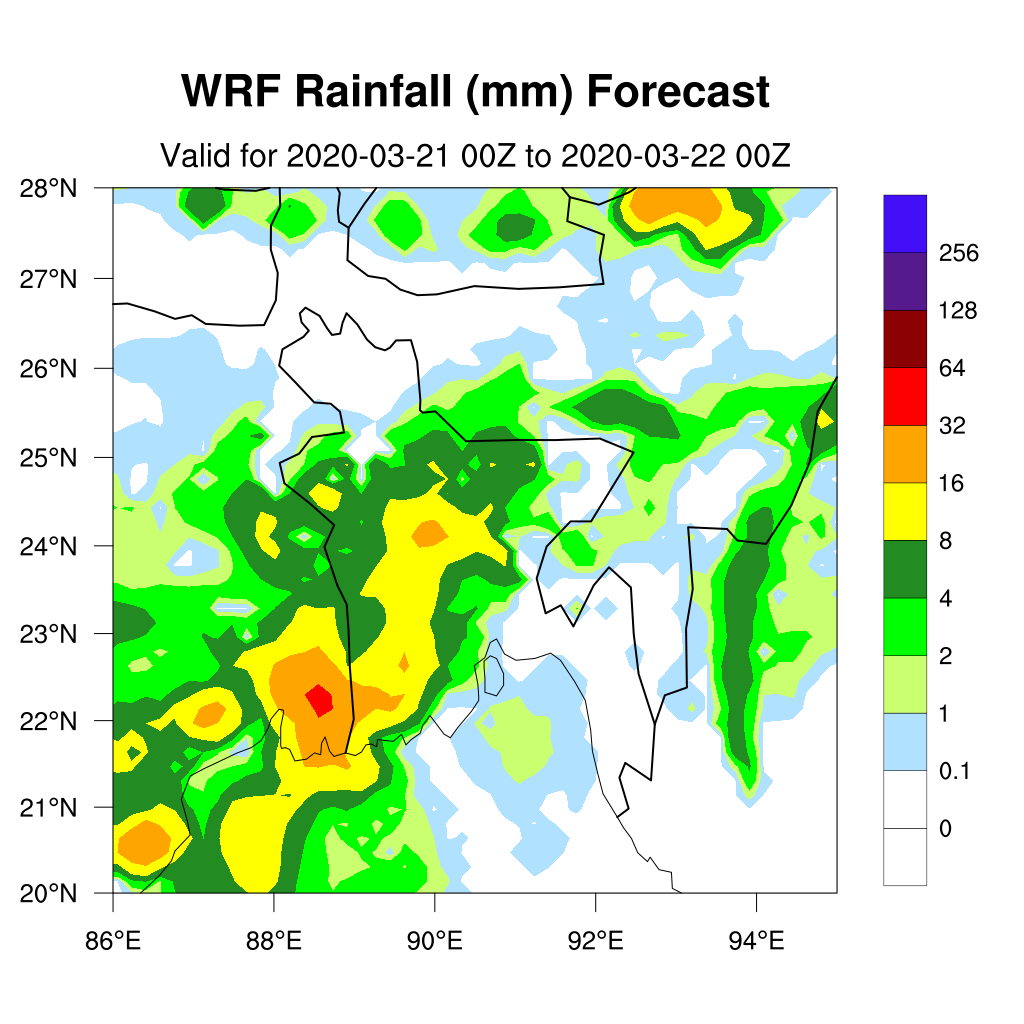 WRF Rainfall (mm) Forecast
Valid for 2020-03-21 00Z to 2020-03-22 00Z
28°N
27°N
26°N
25°N
24°N
23°N
22°N
21°N
20°N
86°E 88°E 90°E 92°E 94°E
256
128
64
32
16
8
4
2
1
0.1
0